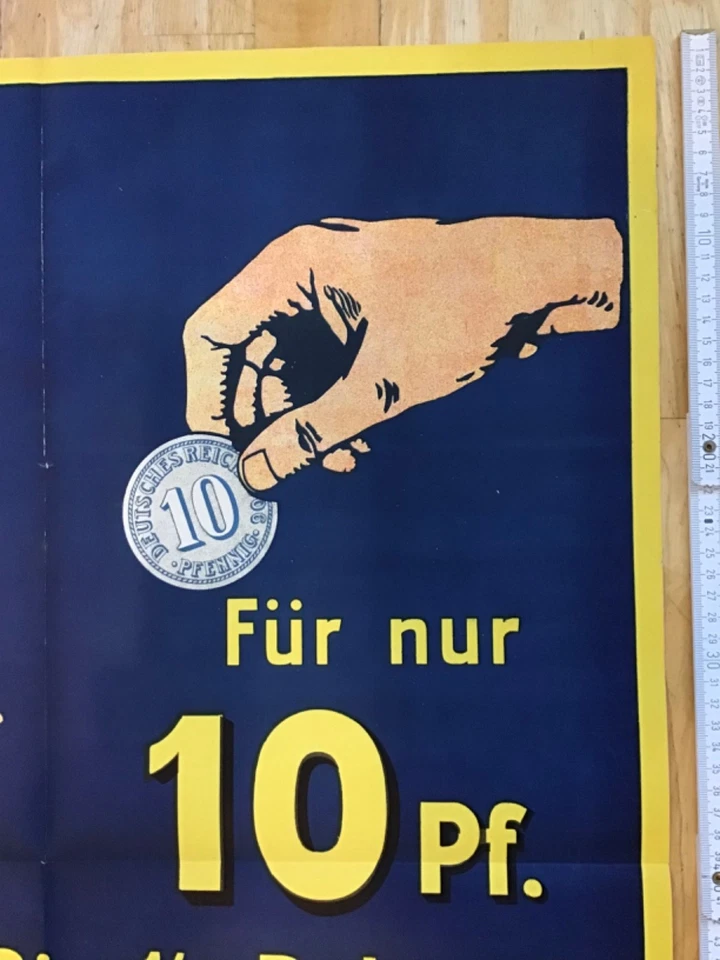 DEUTSCHES REICH
10
PFENNIG.
Für nur
10 Pf.